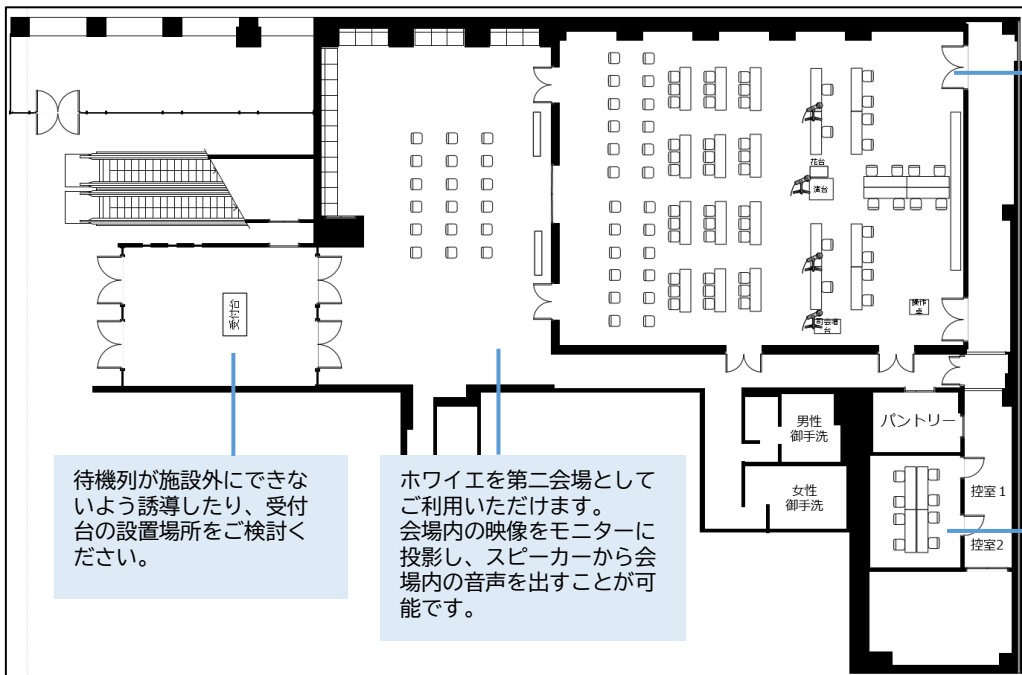 花台
演台
受付台
操作
卓
司会者
台
パントリー
男性
御手洗
女性
御手洗
控室1
控室2
待機列が施設外にできな
いよう誘導したり、受付
台の設置場所をご検討く
ださい。
ホワイエを第二会場として
ご利用いただけます。
会場内の映像をモニターに
投影し、スピーカーから会
場内の音声を出すことが可
能です。